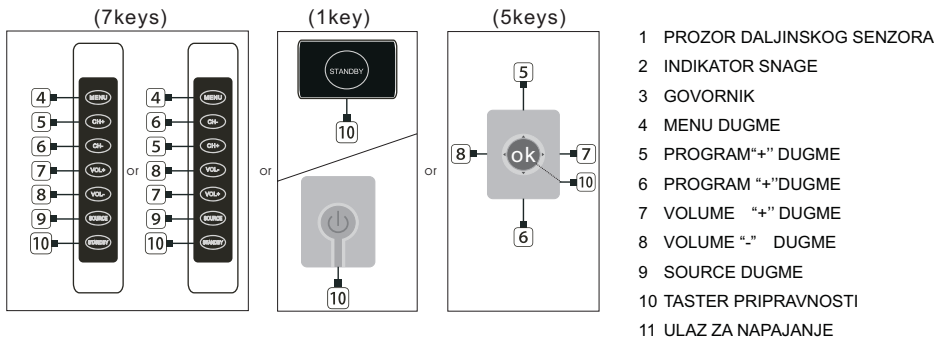 (7keys)
4 MENU
5 CH+
6 CH-
7 VOL+
8 VOL-
9 SOURCE
10 STANDBY
or
4 MENU
6 CH-
5 CH+
8 VOL-
7 VOL+
9 SOURCE
10 STANDBY
or
(1key)
STANDBY
10
10
or
(5keys)
5
8 ok 7
10
6
1 PROZOR DALJINSKOG SENZORA
2 INDIKATOR SNAGE
3 GOVORNIK
4 MENU DUGME
5 PROGRAM“+’’ DUGME
6 PROGRAM “+’’DUGME
7 VOLUME “+’’ DUGME
8 VOLUME “-” DUGME
9 SOURCE DUGME
10 TASTER PRIPRAVNOSTI
11 ULAZ ZA NAPAJANJE